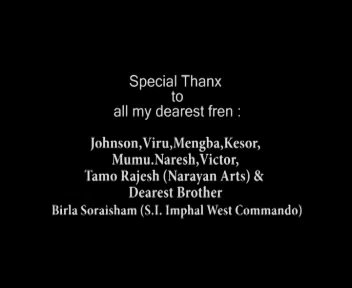 Special Thanx
to
all my dearest fren :
Johnson,Viru,Mengba,Kesor,
Mumu.Naresh,Victor,
Tamo Rajesh (Narayan Arts) &
Dearest Brother
Birla Soraisham (S.I. Imphal West Commando)